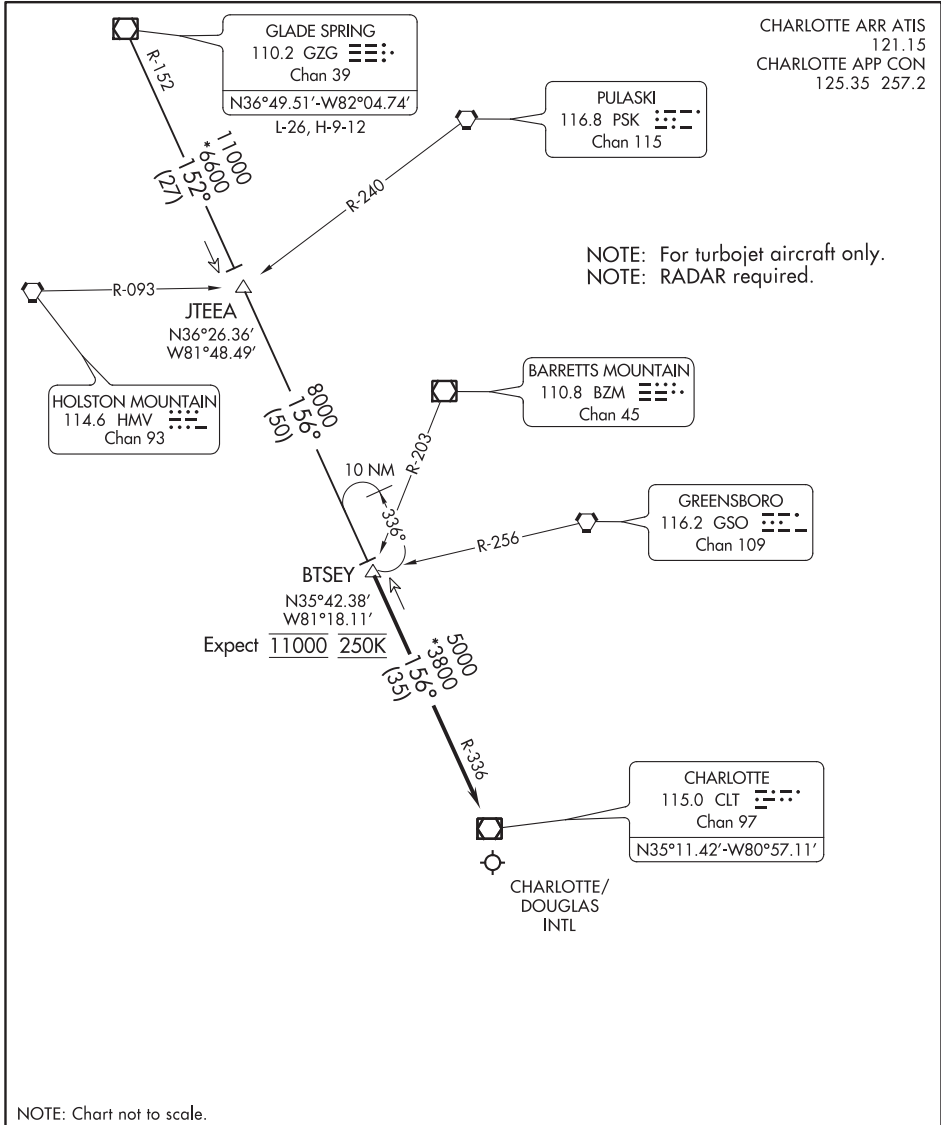 CHARLOTTE ARR ATIS
121.15
CHARLOTTE APP CON
125.35 257.2
GLADE SPRING
110.2 GZG
Chan 39
N36°49.51'-W82°04.74'
L-26, H-9-12
R-152
PULASKI
116.8 PSK
Chan 115
11000
*6600
152°
(27)
R-240
NOTE: For turbojet aircraft only.
NOTE: RADAR required.
R-093
JTEEA
N36°26.36'
W81°48.49'
HOLSTON MOUNTAIN
114.6 HMV
Chan 93
BARRETTS MOUNTAIN
110.8 BZM
Chan 45
8000
156°
(50)
R-203
10 NM
336°
GREENSBORO
116.2 GSO
Chan 109
R-256
BTSEY
N35°42.38'
W81°18.11'
Expect 11000 250K
5000
*3800
156°
(35)
R-336
CHARLOTTE
115.0 CLT
Chan 97
N35°11.42'-W80°57.11'
CHARLOTTE/
DOUGLAS
INTL
NOTE: Chart not to scale.